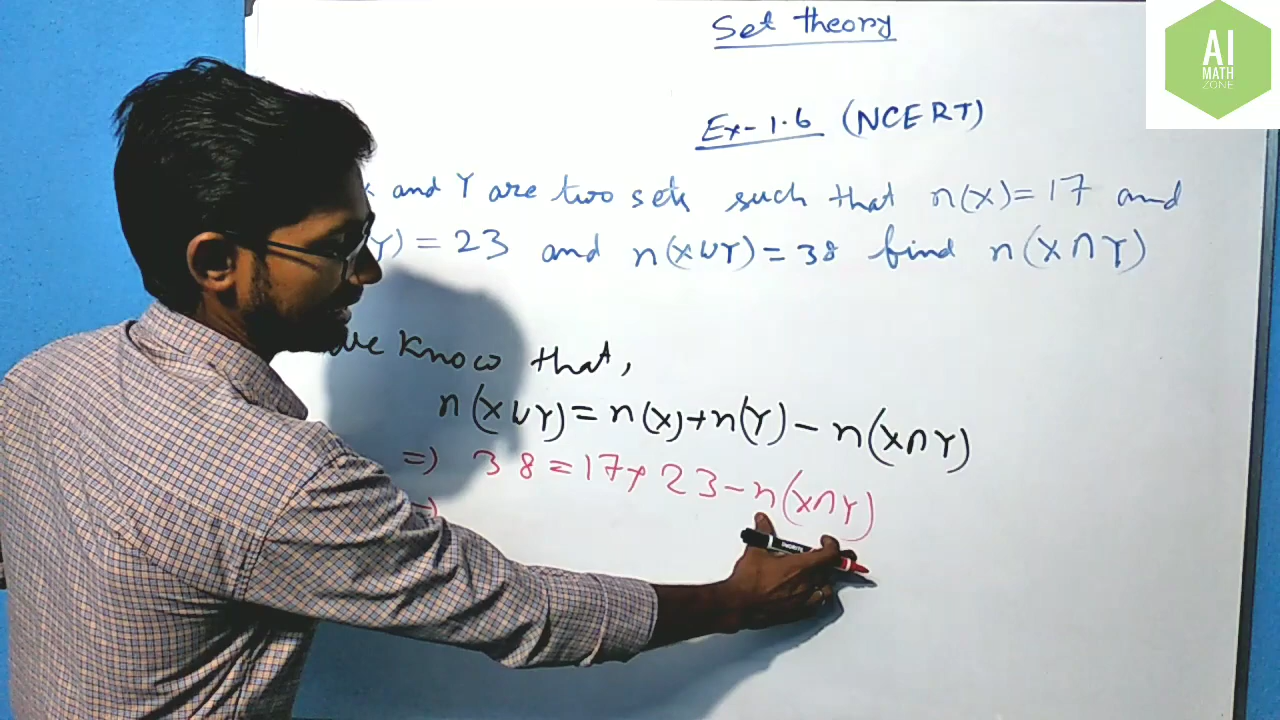 Set theory
AI
MATH
ZONE
Ex-1.6 (NCERT)
and Y are two sets such that n(X)=17 and
Y) = 23 and n(X∪Y)=38 find n(X∩Y)
we know that,
n(X∪Y)=n(X)+n(Y)-n(X∩Y)
=> 38=17+23-n(X∩Y)
=>